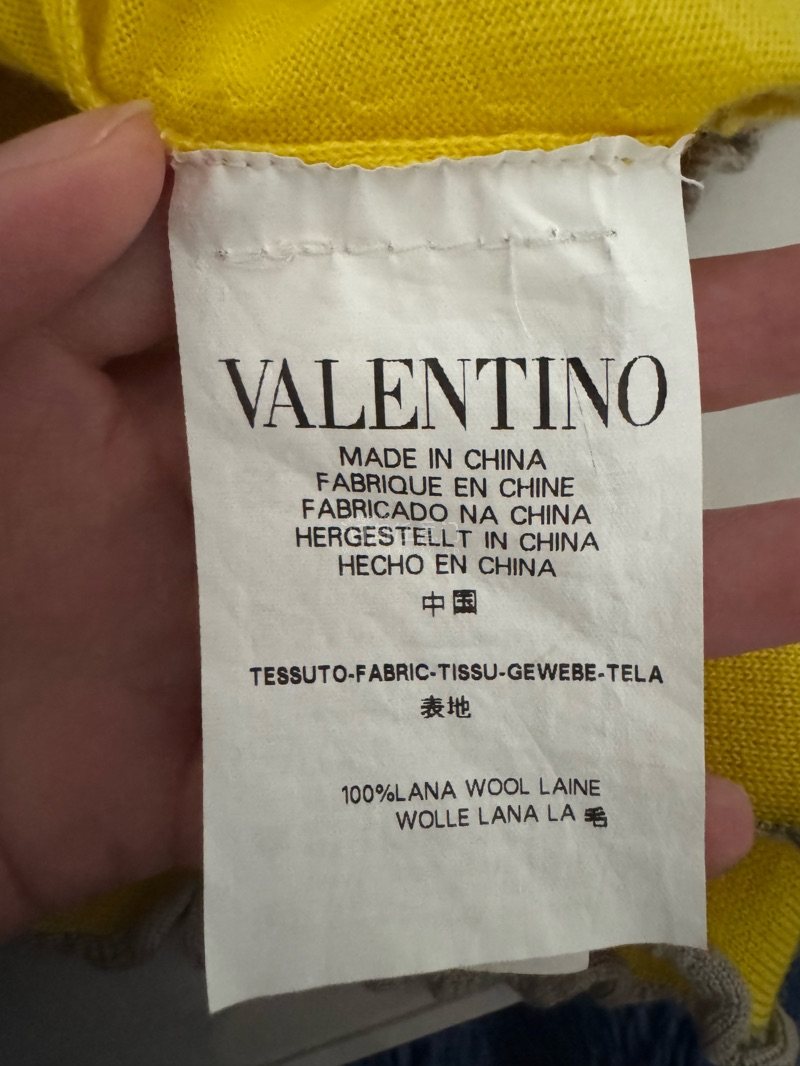 VALENTINO
MADE IN CHINA
FABRIQUE EN CHINE
FABRICADO NA CHINA
HERGESTELLT IN CHINA
HECHO EN CHINA
中国
TESSUTO-FABRIC-TISSU-GEWEBE-TELA
表地
100%LANA WOOL LAINE
WOLLE LANA LA 毛